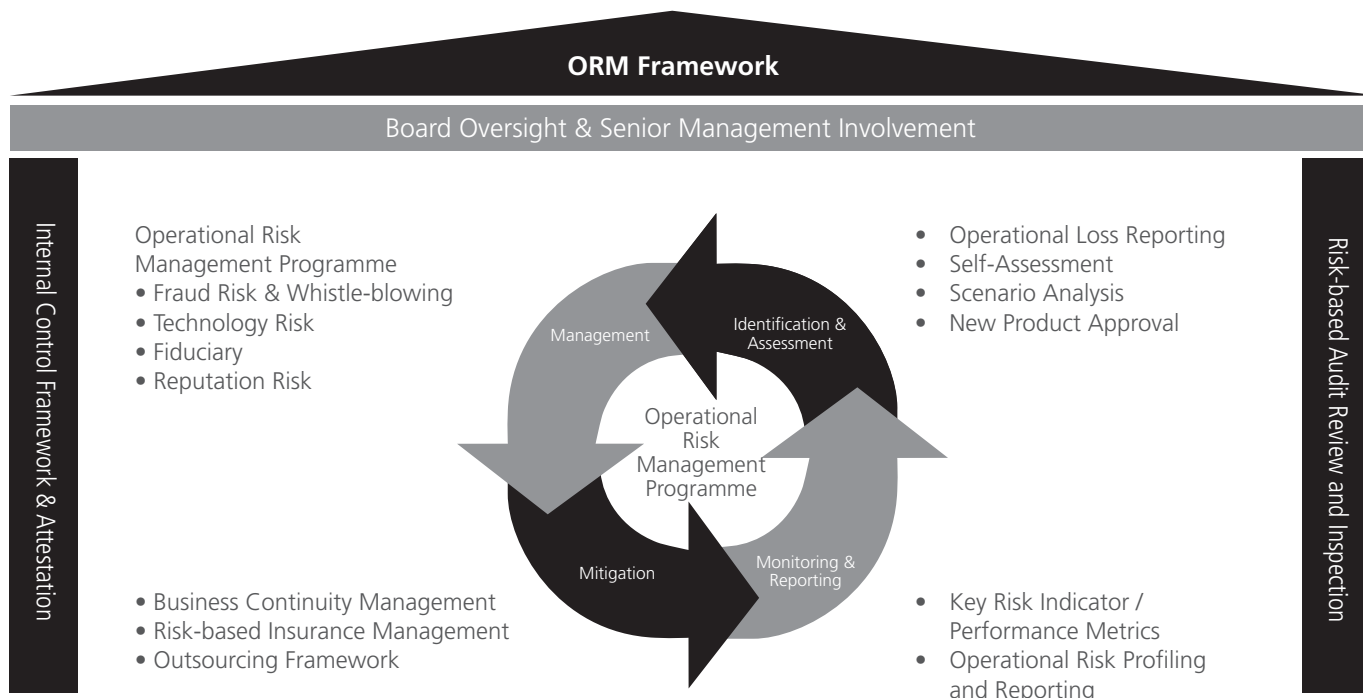 ORM Framework
Board Oversight & Senior Management Involvement
Internal Control Framework & Attestation
Operational Risk
Management Programme
• Fraud Risk & Whistle-blowing
• Technology Risk
• Fiduciary
• Reputation Risk
• Operational Loss Reporting
• Self-Assessment
• Scenario Analysis
• New Product Approval
Management
Identification &
Assessment
Operational
Risk
Management
Programme
Mitigation
Monitoring &
Reporting
• Business Continuity Management
• Risk-based Insurance Management
• Outsourcing Framework
• Key Risk Indicator /
Performance Metrics
• Operational Risk Profiling
and Reporting
Risk-based Audit Review and Inspection